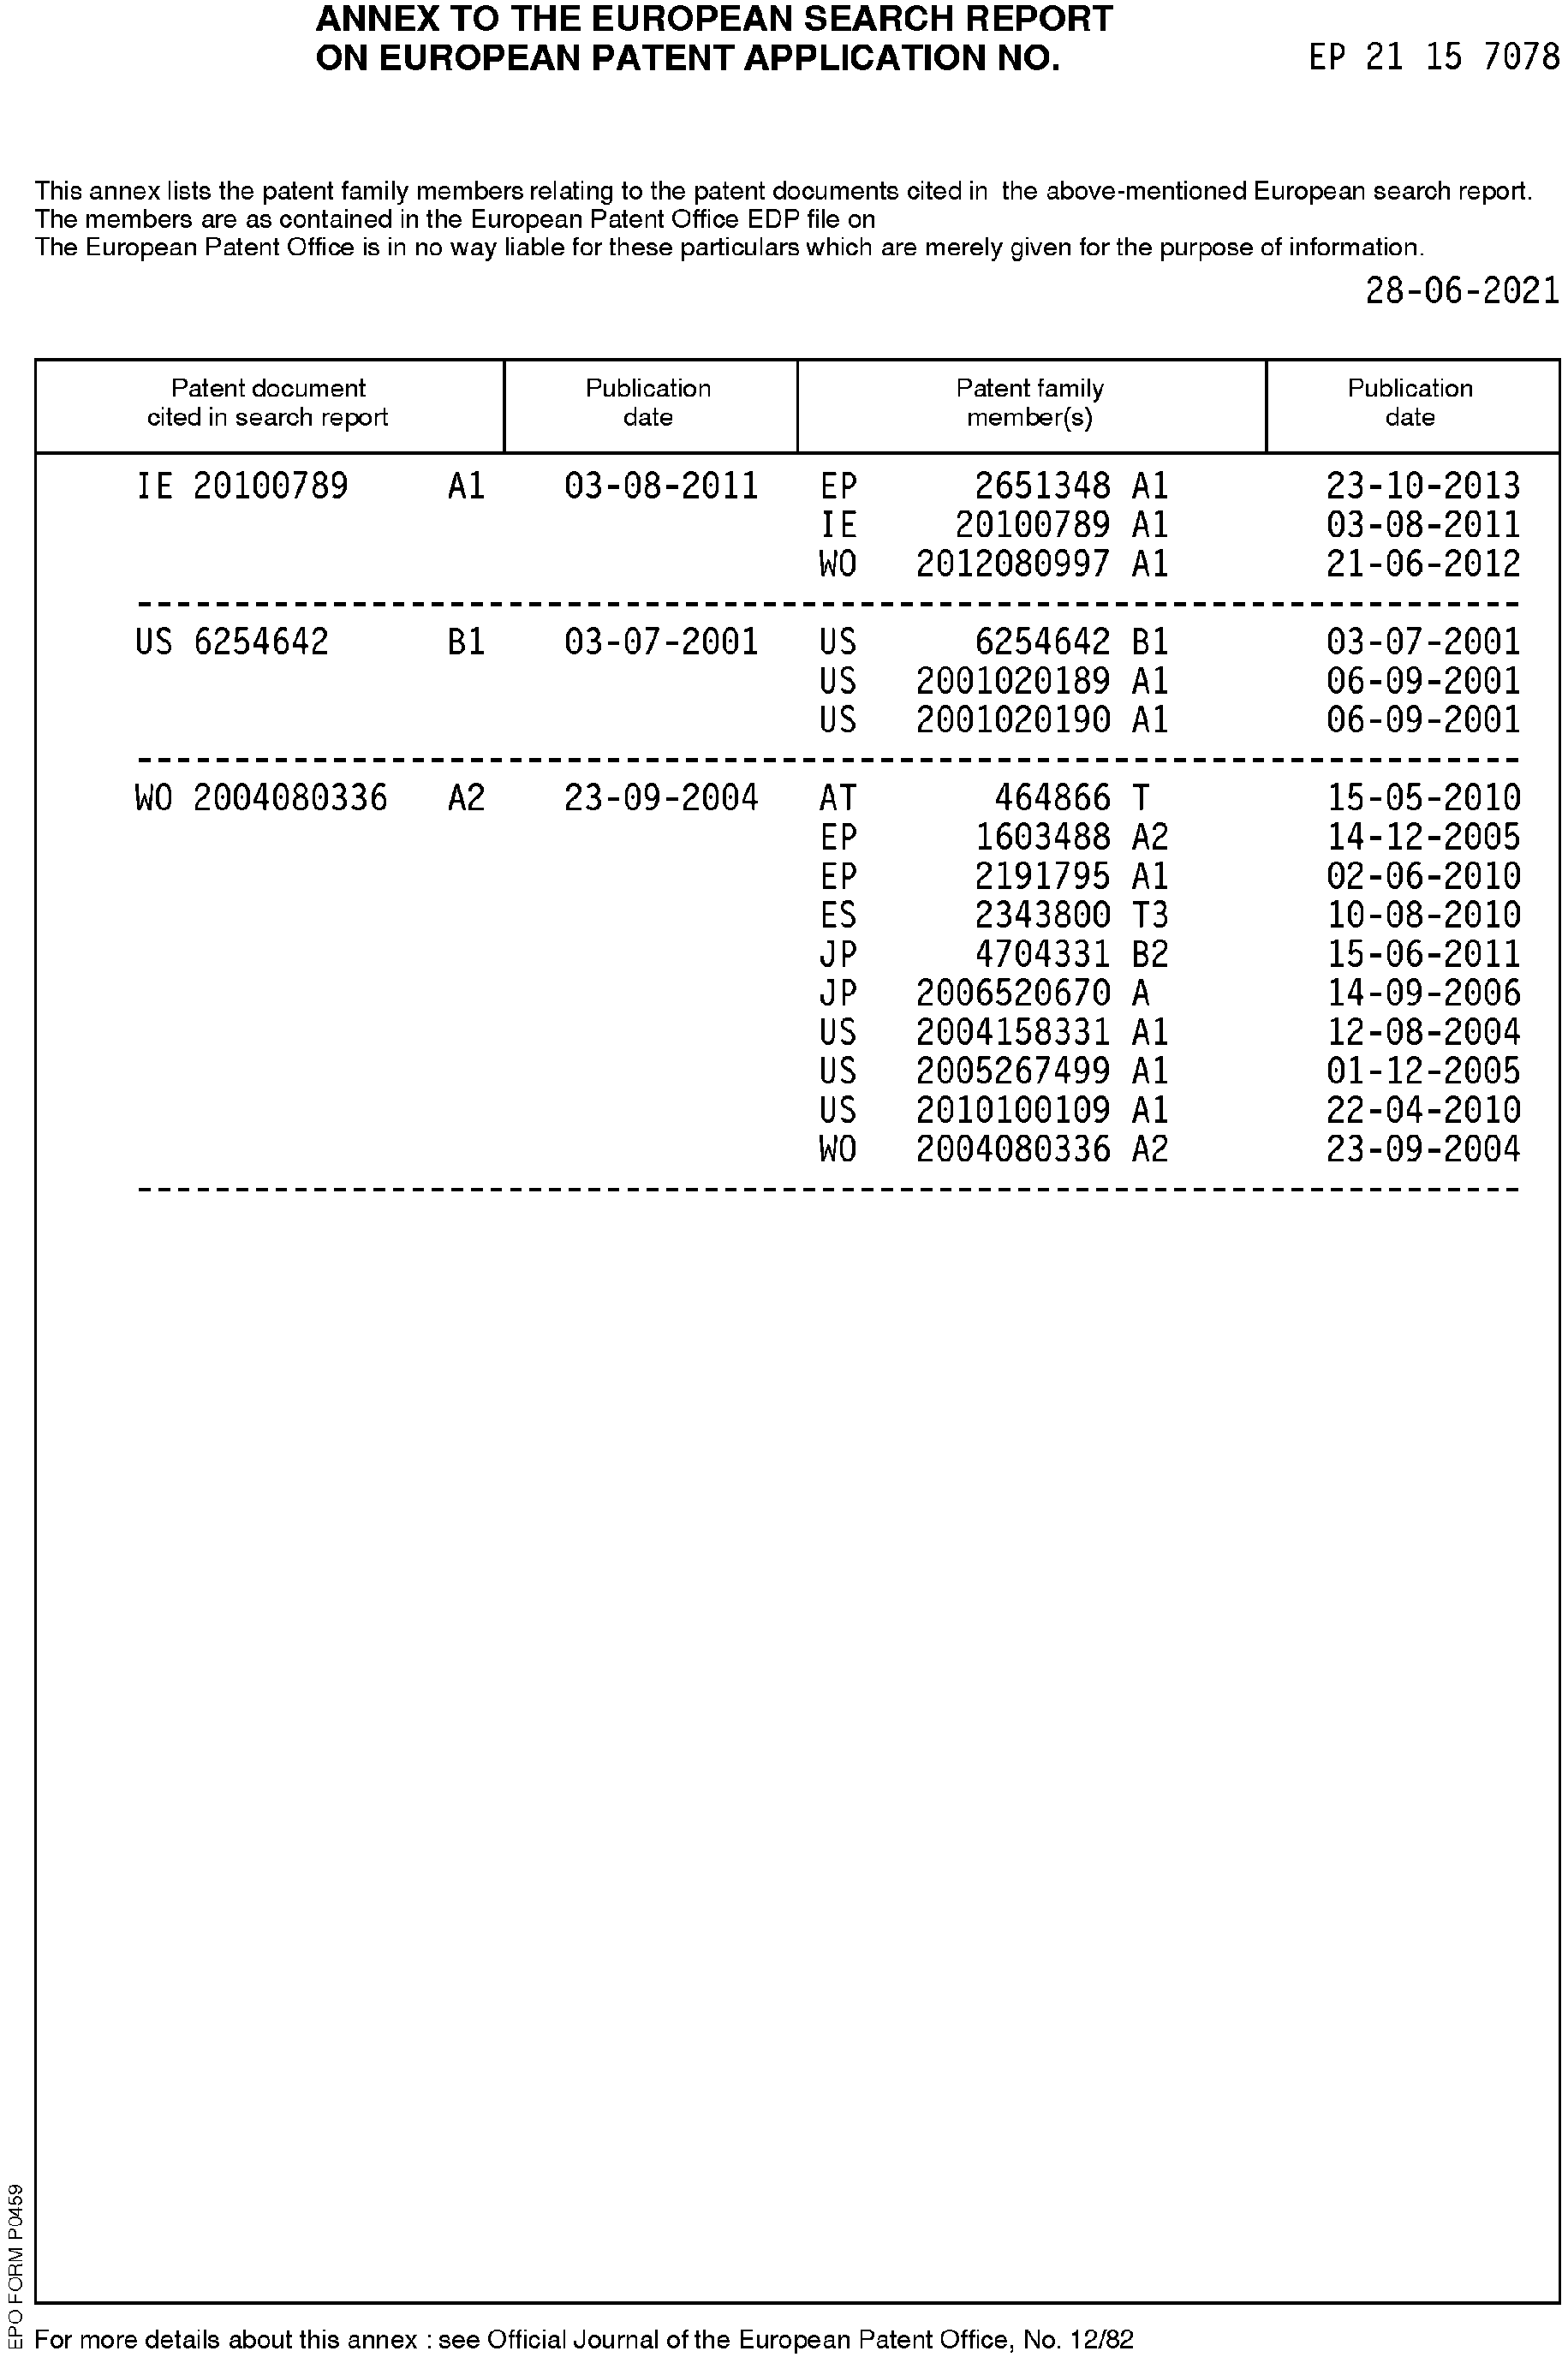 ANNEX TO THE EUROPEAN SEARCH REPORT
ON EUROPEAN PATENT APPLICATION NO. EP 21 15 7078
This annex lists the patent family members relating to the patent documents cited in the above-mentioned European search report.
The members are as contained in the European Patent Office EDP file on
The European Patent Office is in no way liable for these particulars which are merely given for the purpose of information.
28-06-2021
Patent document cited in search report Publication date Patent family member(s) Publication date
IE 20100789 A1 03-08-2011 EP 2651348 A1 23-10-2013
IE 20100789 A1 03-08-2011
WO 2012080997 A1 21-06-2012
US 6254642 B1 03-07-2001 US 6254642 B1 03-07-2001
US 2001020189 A1 06-09-2001
US 2001020190 A1 06-09-2001
WO 2004080336 A2 23-09-2004 AT 464866 T 15-05-2010
EP 1603488 A2 14-12-2005
EP 2191795 A1 02-06-2010
ES 2343800 T3 10-08-2010
JP 4704331 B2 15-06-2011
JP 2006520670 A 14-09-2006
US 2004158331 A1 12-08-2004
US 2005267499 A1 01-12-2005
US 2010100109 A1 22-04-2010
WO 2004080336 A2 23-09-2004
EPO FORM P0459
For more details about this annex : see Official Journal of the European Patent Office, No. 12/82